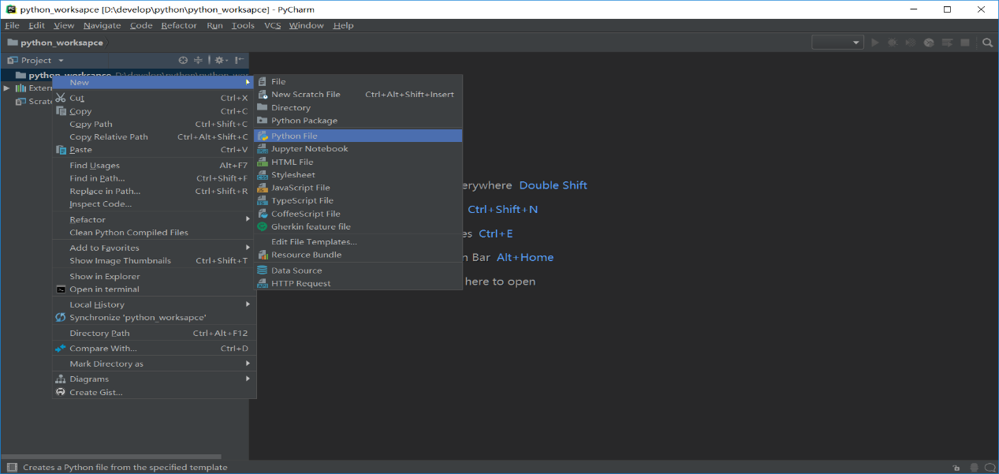 python_worksapce [D:\develop\python\python_worksapce] - PyCharm
File Edit View Navigate Code Refactor Run Tools VCS Window Help
python_worksapce
Project
python_worksapce D:\develop\python\python_wor
Extern
Scrat
New
Cut Ctrl+X
Copy Ctrl+C
Copy Path Ctrl+Shift+C
Copy Relative Path Ctrl+Alt+Shift+C
Paste Ctrl+V
Find Usages Alt+F7
Find in Path... Ctrl+Shift+F
Replace in Path... Ctrl+Shift+R
Inspect Code...
Refactor
Clean Python Compiled Files
Add to Favorites
Show Image Thumbnails Ctrl+Shift+T
Show in Explorer
Open in terminal
Local History
Synchronize 'python_worksapce'
Directory Path Ctrl+Alt+F12
Compare With... Ctrl+D
Mark Directory as
Diagrams
Create Gist...
File
New Scratch File Ctrl+Alt+Shift+Insert
Directory
Python Package
Python File
Jupyter Notebook
HTML File
Stylesheet
JavaScript File
TypeScript File
CoffeeScript File
Gherkin feature file
Edit File Templates...
Resource Bundle
Data Source
HTTP Request
erywhere Double Shift
Ctrl+Shift+N
es Ctrl+E
n Bar Alt+Home
here to open
Creates a Python file from the specified template